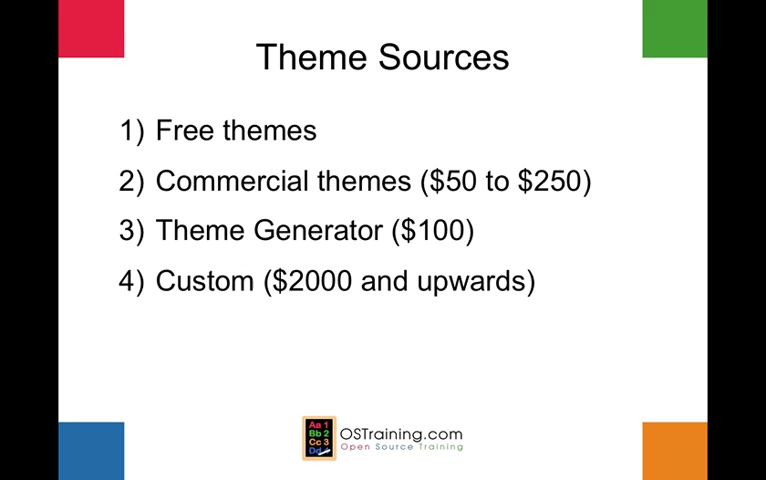 Theme Sources
1) Free themes
2) Commercial themes ($50 to $250)
3) Theme Generator ($100)
4) Custom ($2000 and upwards)
Aa 1
Bb 2
Cc 3
Dd
OSTraining.com
Open Source Training